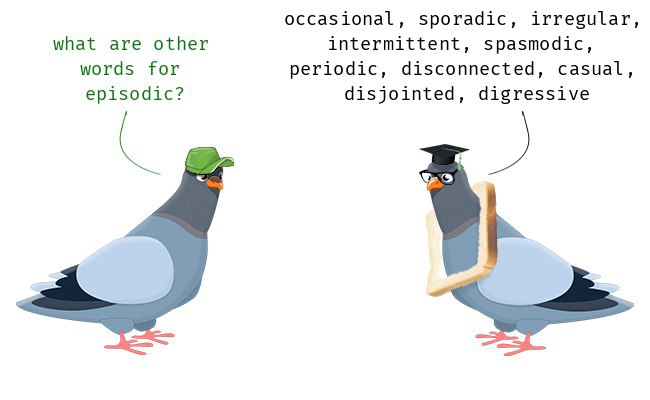 what are other
words for
episodic?
occasional, sporadic, irregular,
intermittent, spasmodic,
periodic, disconnected, casual,
disjointed, digressive